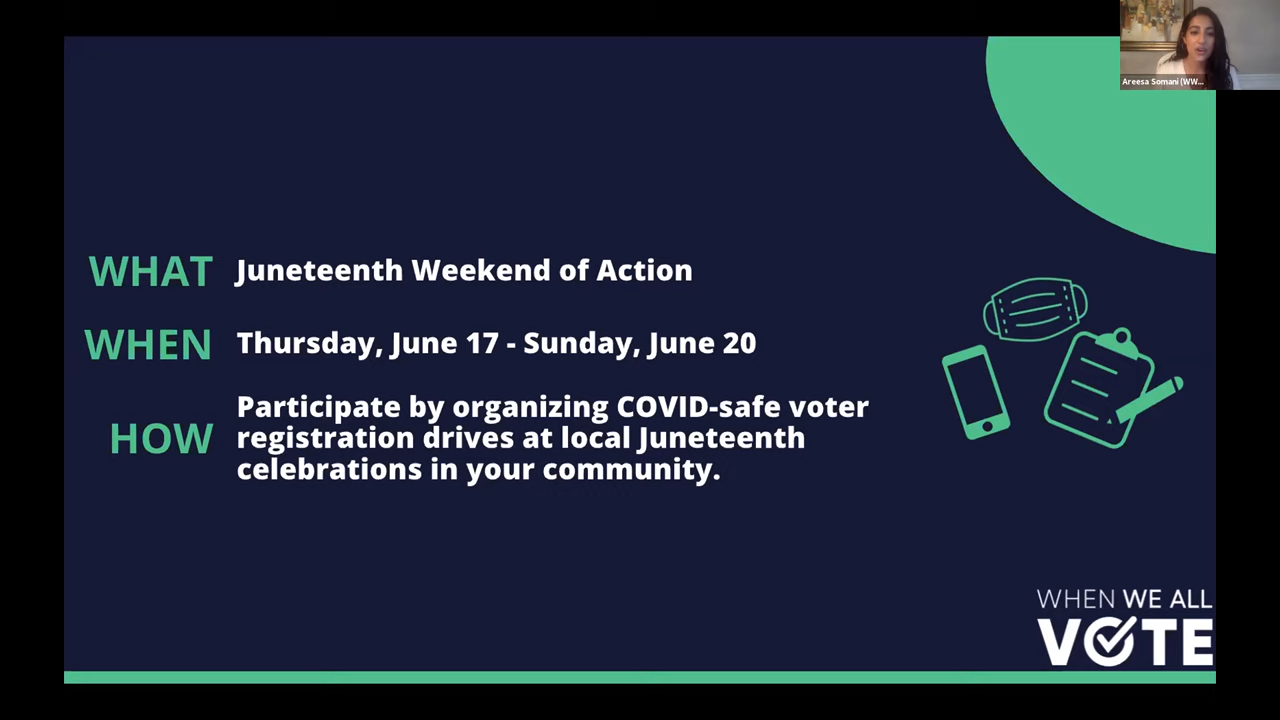 Areesa Somani (WW...
WHAT
Juneteenth Weekend of Action
WHEN
Thursday, June 17 - Sunday, June 20
HOW
Participate by organizing COVID-safe voter
registration drives at local Juneteenth
celebrations in your community.
WHEN WE ALL
VOTE